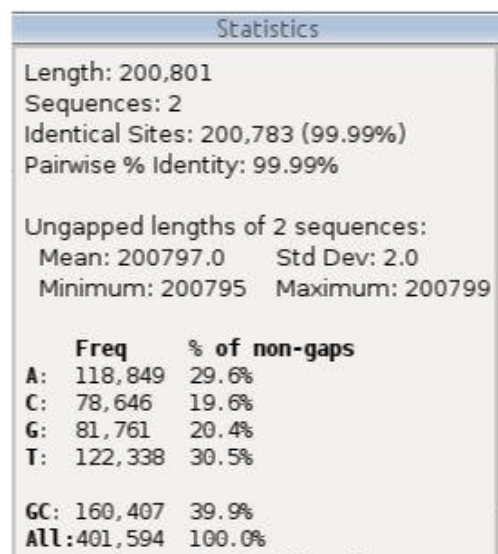 Statistics
Length: 200,801
Sequences: 2
Identical Sites: 200,783 (99.99%)
Pairwise % Identity: 99.99%
Ungapped lengths of 2 sequences:
Mean: 200797.0 Std Dev: 2.0
Minimum: 200795 Maximum: 200799
Freq % of non-gaps
A: 118,849 29.6%
C: 78,646 19.6%
G: 81,761 20.4%
T: 122,338 30.5%
GC: 160,407 39.9%
All:401,594 100.0%